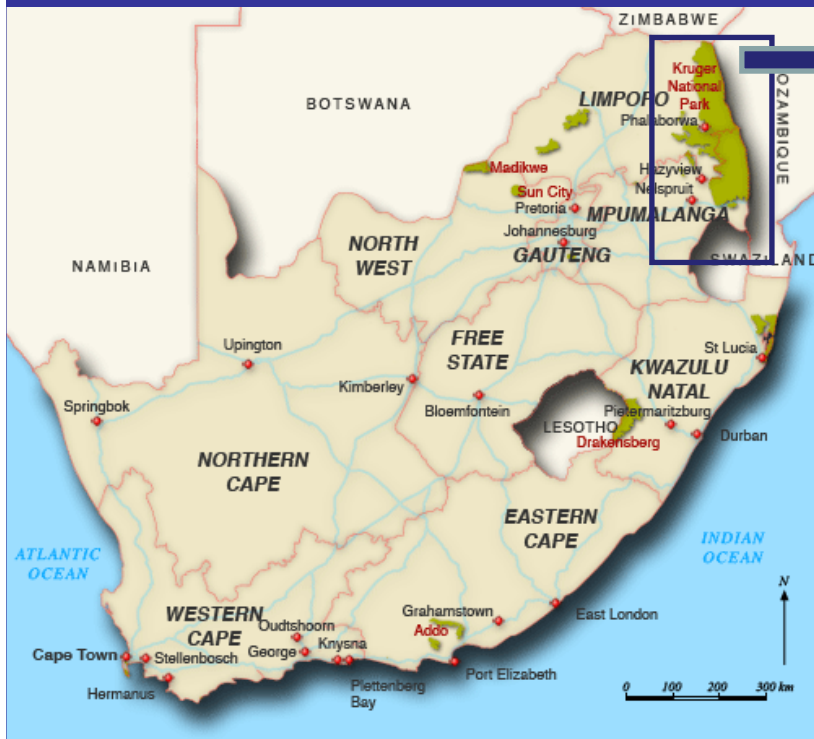 ZIMBABWE
Kruger
National
Park
BOTSWANA
LIMPOPO
Phalaborwa
OZAMBIQUE
Madikwe
Hazyview
Sun City
Nelspruit
Pretoria
MPUMALANGA
Johannesburg
NORTH
WEST
GAUTENG
SWAZILAND
NAMIBIA
FREE
STATE
Upington
St Lucia
KWAZULU
NATAL
Kimberley
Springbok
Bloemfontein
Pietermaritzburg
LESOTHO
Durban
Drakensberg
NORTHERN
CAPE
EASTERN
CAPE
ATLANTIC
OCEAN
INDIAN
OCEAN
N
WESTERN
CAPE
Grahamstown
East London
Oudtshoorn
Addo
Knysna
George
Cape Town
Stellenbosch
Port Elizabeth
Hermanus
Plettenberg
Bay
0 100 200 300 km